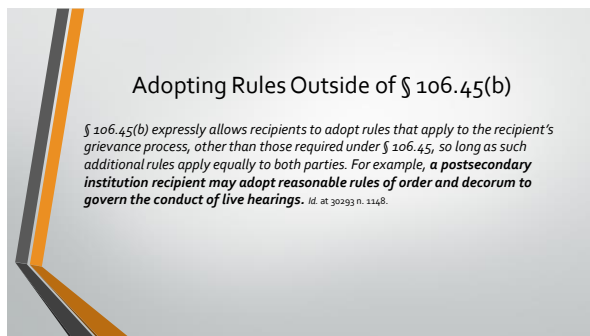 Adopting Rules Outside of § 106.45(b)
§ 106.45(b) expressly allows recipients to adopt rules that apply to the recipient's
grievance process, other than those required under § 106.45, so long as such
additional rules apply equally to both parties. For example, a postsecondary
institution recipient may adopt reasonable rules of order and decorum to
govern the conduct of live hearings. Id. at 30293 n. 1148.